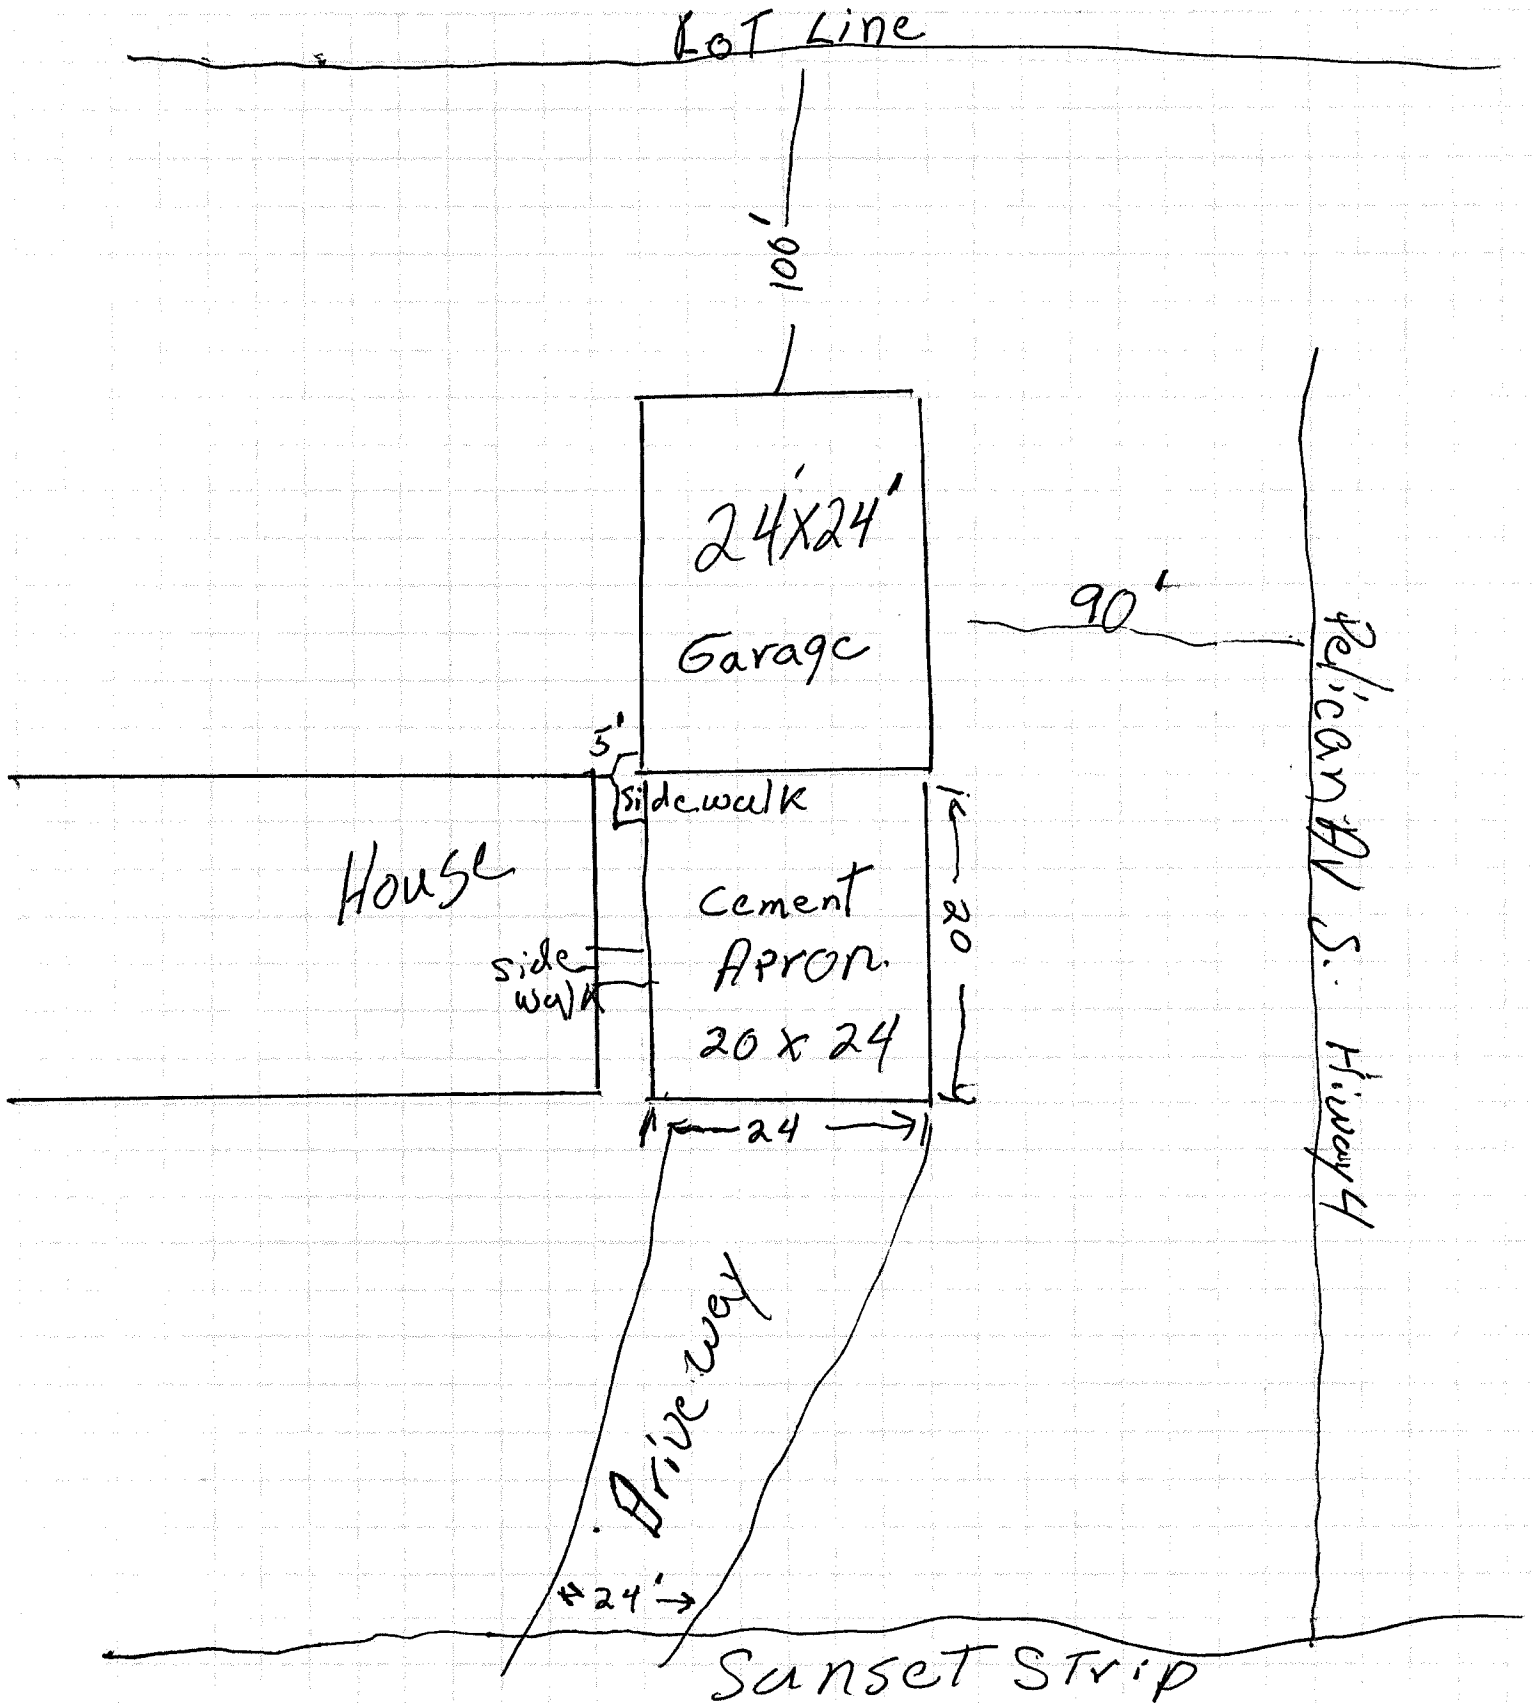 LoT Line
100'
24'X24'
Garage
90'
Pelican AV S. Hiway 4
5'
sidewalk
House
Cement
Apron.
20 x 24
20
side
walk
24
Driveway
24'
Sunset Strip